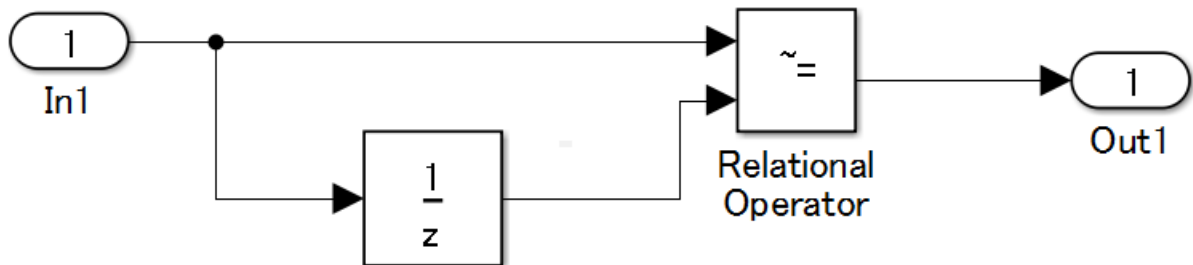 1
In1
1
z
~=
Relational
Operator
1
Out1